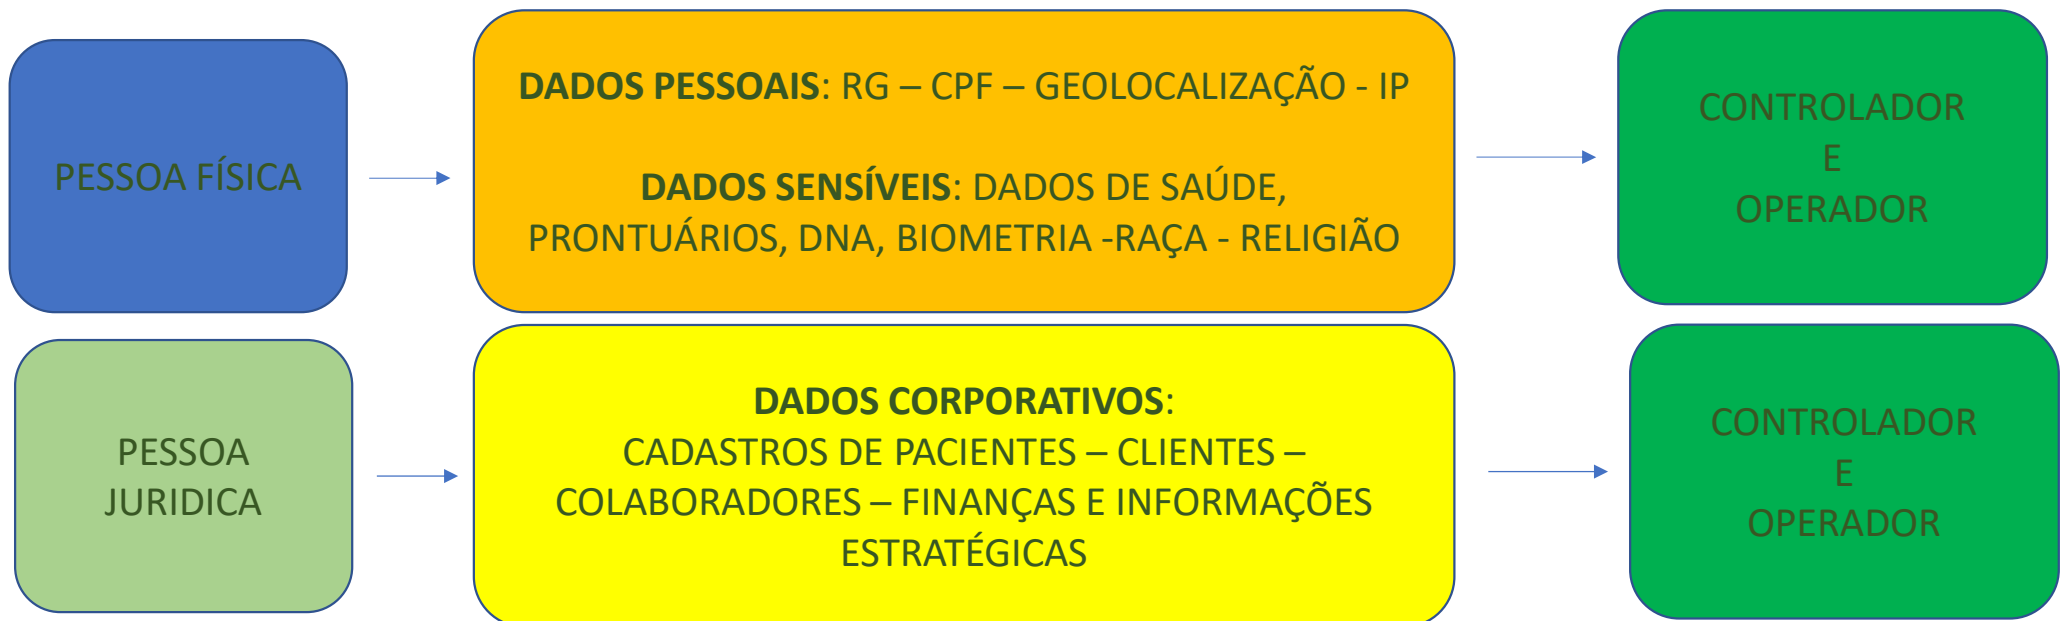 PESSOA FÍSICA
DADOS PESSOAIS: RG – CPF – GEOLOCALIZAÇÃO - IP
DADOS SENSÍVEIS: DADOS DE SAÚDE,
PRONTUÁRIOS, DNA, BIOMETRIA -RAÇA - RELIGIÃO
CONTROLADOR
E
OPERADOR
PESSOA
JURIDICA
DADOS CORPORATIVOS:
CADASTROS DE PACIENTES – CLIENTES –
COLABORADORES – FINANÇAS E INFORMAÇÕES
ESTRATÉGICAS
CONTROLADOR
E
OPERADOR